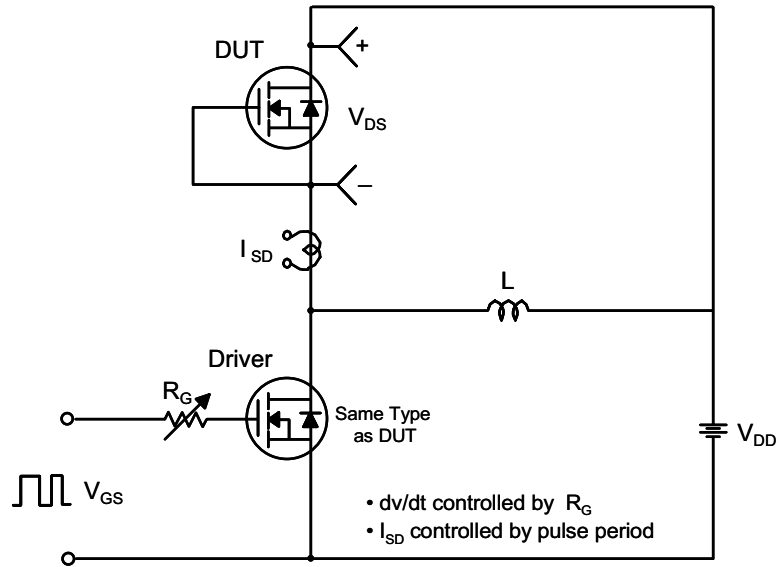 DUT
+
V_DS
–
I_SD
L
Driver
R_G
Same Type
as DUT
V_DD
V_GS
• dv/dt controlled by R_G
• I_SD controlled by pulse period